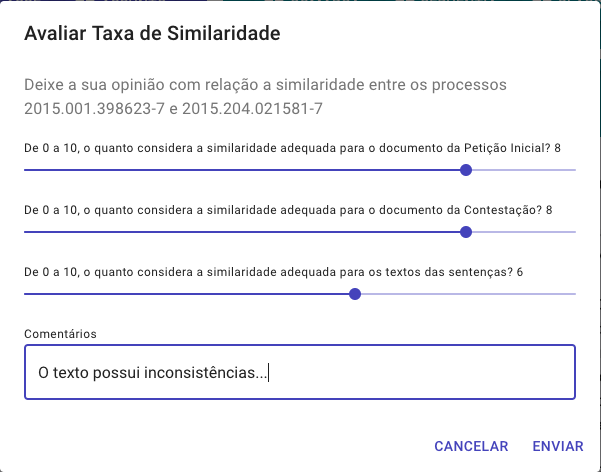 Avaliar Taxa de Similaridade
Deixe a sua opinião com relação a similaridade entre os processos
2015.001.398623-7 e 2015.204.021581-7
De 0 a 10, o quanto considera a similaridade adequada para o documento da Petição Inicial? 8
De 0 a 10, o quanto considera a similaridade adequada para o documento da Contestação? 8
De 0 a 10, o quanto considera a similaridade adequada para os textos das sentenças? 6
Comentários
O texto possui inconsistências...
CANCELAR ENVIAR